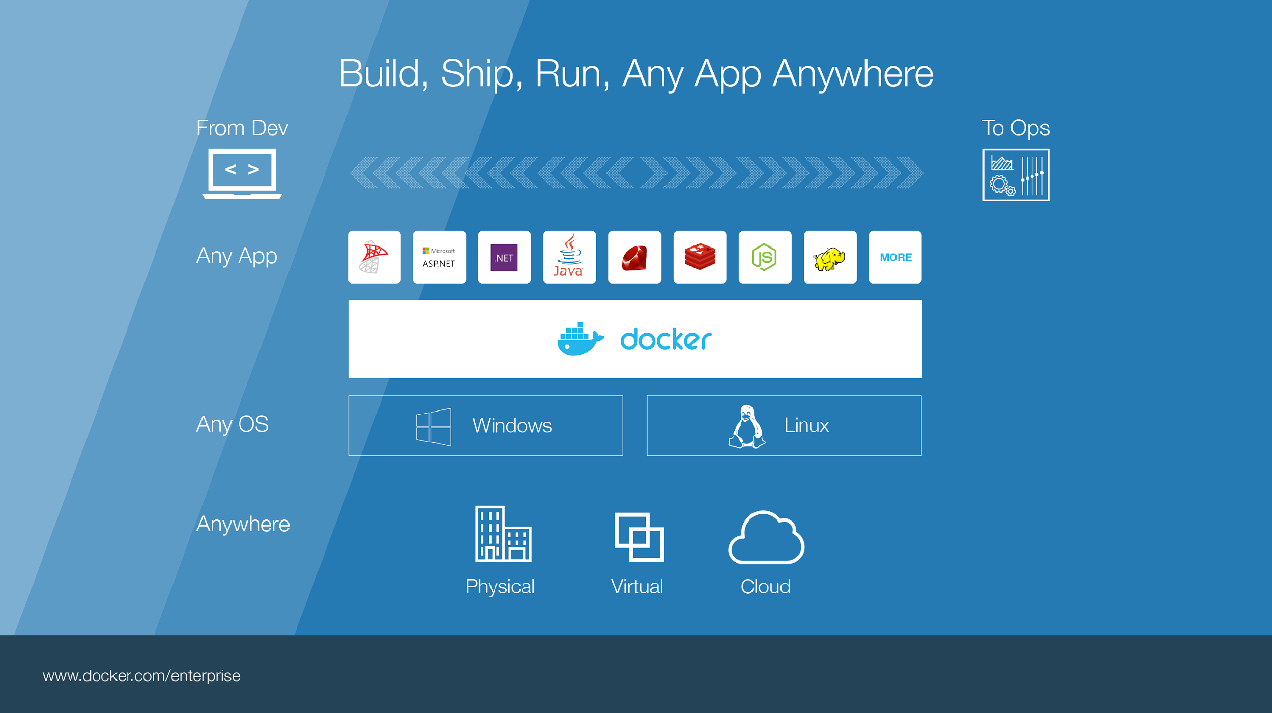 Build, Ship, Run, Any App Anywhere
From Dev
To Ops
< >
Any App
Microsoft
ASP.NET
.NET
Java
JS
MORE
docker
Any OS
Windows
Linux
Anywhere
Physical
Virtual
Cloud
www.docker.com/enterprise